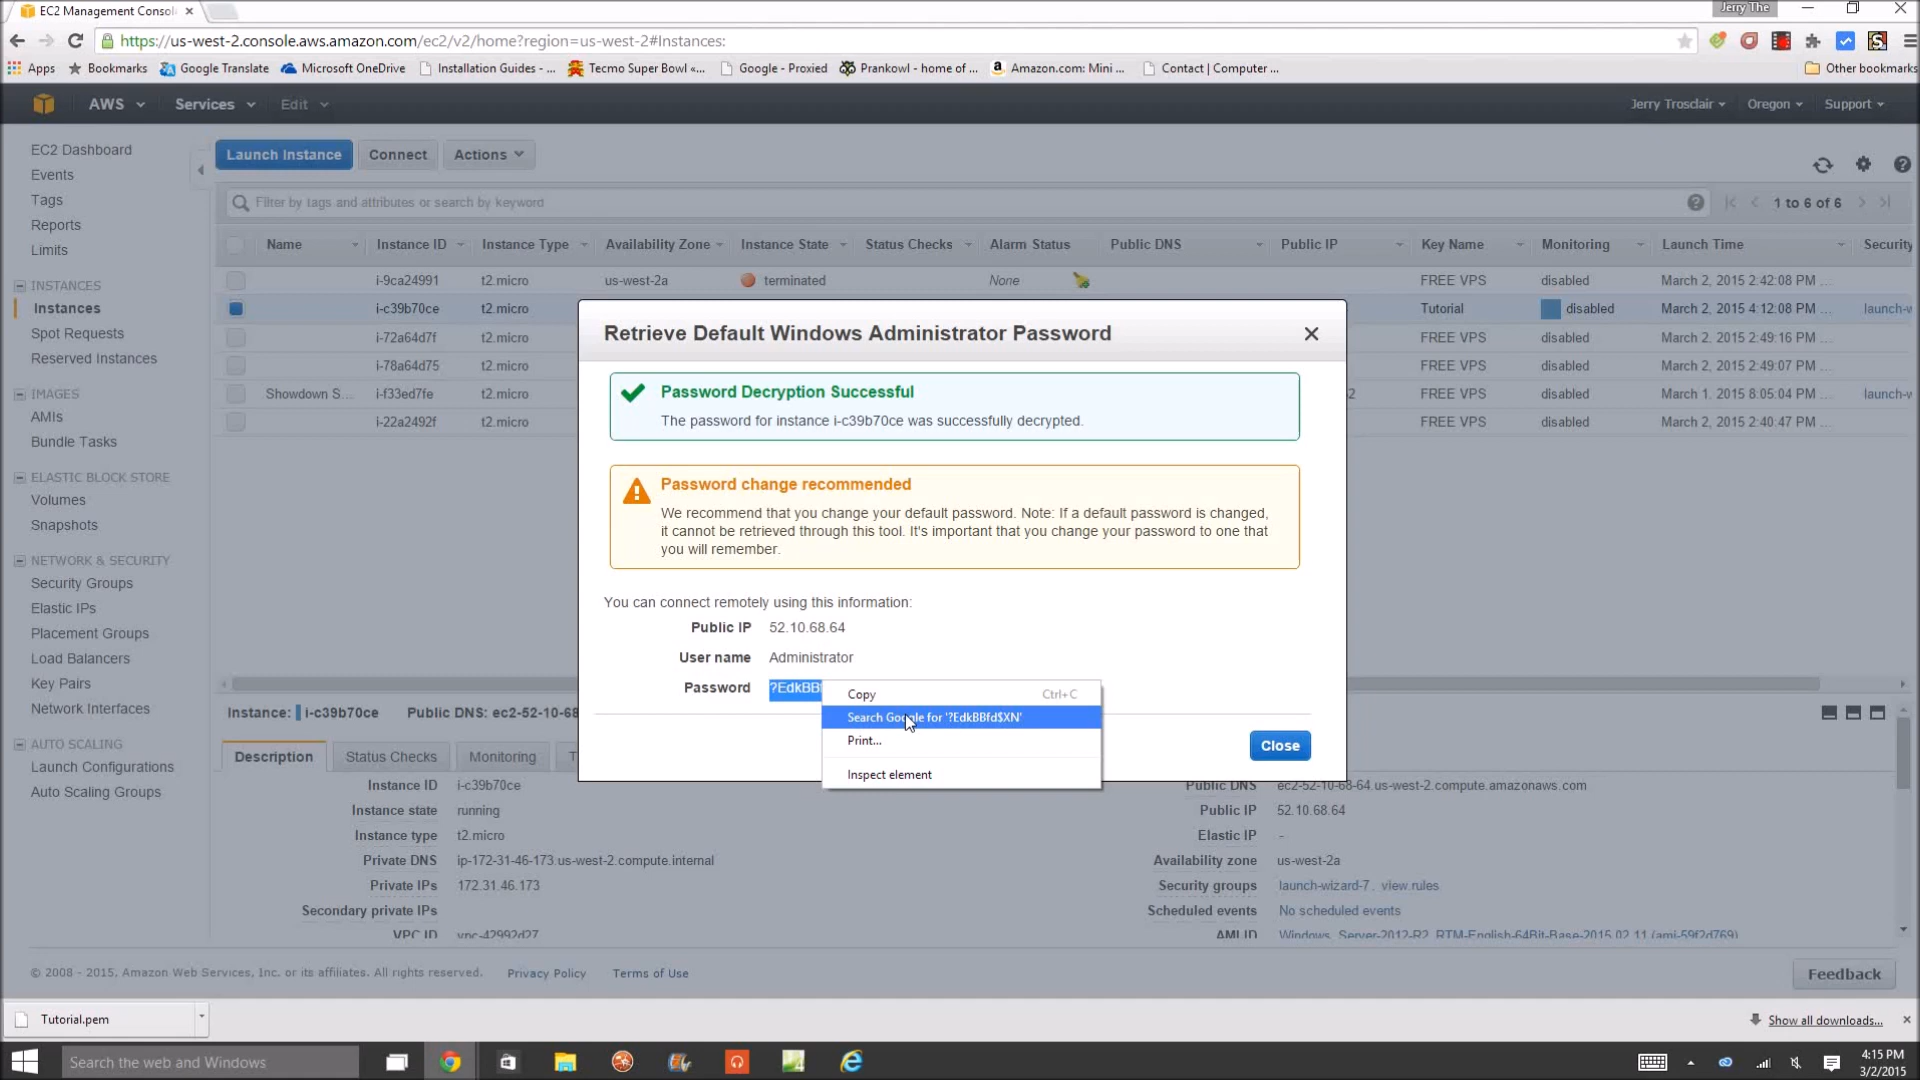 EC2 Management Consol
Jerry The
https://us-west-2.console.aws.amazon.com/ec2/v2/home?region=us-west-2#Instances:
Apps Bookmarks Google Translate Microsoft OneDrive Installation Guides - ... Tecmo Super Bowl «... Google - Proxied Prankowl - home of ... Amazon.com: Mini ... Contact | Computer ... Other bookmarks
AWS Services Edit Jerry Trosclair Oregon Support
EC2 Dashboard
Events
Tags
Reports
Limits
INSTANCES
Instances
Spot Requests
Reserved Instances
IMAGES
AMIs
Bundle Tasks
ELASTIC BLOCK STORE
Volumes
Snapshots
NETWORK & SECURITY
Security Groups
Elastic IPs
Placement Groups
Load Balancers
Key Pairs
Network Interfaces
AUTO SCALING
Launch Configurations
Auto Scaling Groups
Launch Instance Connect Actions
Filter by tags and attributes or search by keyword 1 to 6 of 6
Name Instance ID Instance Type Availability Zone Instance State Status Checks Alarm Status Public DNS Public IP Key Name Monitoring Launch Time Security
i-9ca24991 t2.micro us-west-2a terminated None FREE VPS disabled March 2, 2015 2:42:08 PM ...
i-c39b70ce t2.micro Tutorial disabled March 2, 2015 4:12:08 PM ... launch-w
i-72a64d7f t2.micro FREE VPS disabled March 2, 2015 2:49:16 PM ...
i-78a64d75 t2.micro FREE VPS disabled March 2, 2015 2:49:07 PM ...
Showdown S... i-f33ed7fe t2.micro 2 FREE VPS disabled March 1, 2015 8:05:04 PM ... launch-w
i-22a2492f t2.micro FREE VPS disabled March 2, 2015 2:40:47 PM ...
Retrieve Default Windows Administrator Password
Password Decryption Successful
The password for instance i-c39b70ce was successfully decrypted.
Password change recommended
We recommend that you change your default password. Note: If a default password is changed,
it cannot be retrieved through this tool. It's important that you change your password to one that
you will remember.
You can connect remotely using this information:
Public IP 52.10.68.64
User name Administrator
Password ?EdkBBf
Copy Ctrl+C
Search Google for '?EdkBBfd$XN'
Print...
Inspect element
Close
Instance: i-c39b70ce Public DNS: ec2-52-10-68
Description Status Checks Monitoring T
Instance ID i-c39b70ce Public DNS ec2-52-10-68-64.us-west-2.compute.amazonaws.com
Instance state running Public IP 52.10.68.64
Instance type t2.micro Elastic IP -
Private DNS ip-172-31-46-173.us-west-2.compute.internal Availability zone us-west-2a
Private IPs 172.31.46.173 Security groups launch-wizard-7. view rules
Secondary private IPs Scheduled events No scheduled events
VPC ID vpc-42992d27 AMI ID Windows_Server-2012-R2_RTM-English-64Bit-Base-2015.02.11 (ami-59f2d769)
© 2008 - 2015, Amazon Web Services, Inc. or its affiliates. All rights reserved. Privacy Policy Terms of Use Feedback
Tutorial.pem Show all downloads...
Search the web and Windows
4:15 PM
3/2/2015